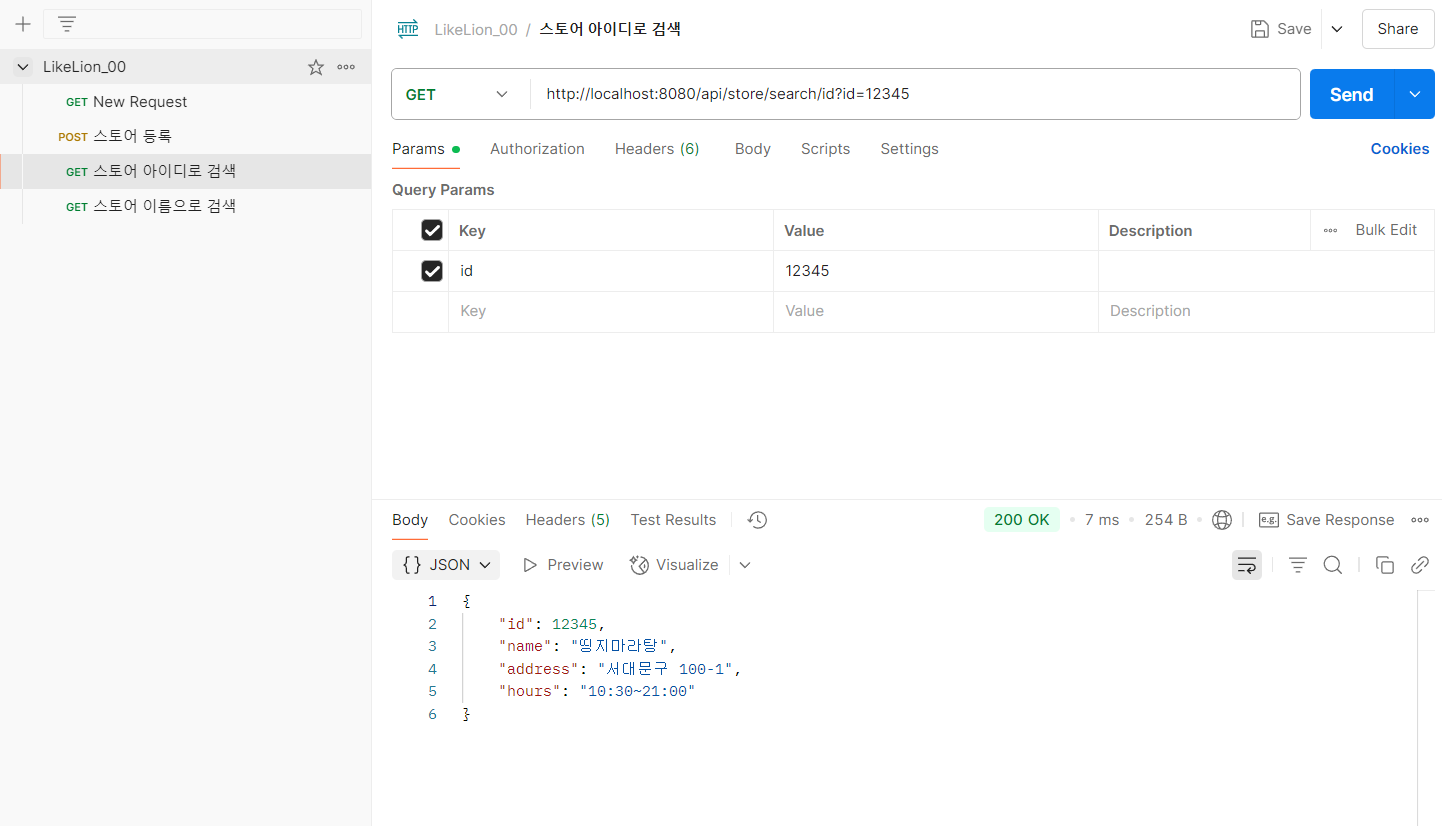 LikeLion_00
GET New Request
POST 스토어 등록
GET 스토어 아이디로 검색
GET 스토어 이름으로 검색
HTTP LikeLion_00 / 스토어 아이디로 검색 Save Share
GET http://localhost:8080/api/store/search/id?id=12345 Send
Params Authorization Headers (6) Body Scripts Settings Cookies
Query Params
Key Value Description Bulk Edit
id 12345
Key Value Description
Body Cookies Headers (5) Test Results 200 OK • 7 ms • 254 B • e.g. Save Response
{} JSON Preview Visualize
1 {
2 "id": 12345,
3 "name": "띵지마라탕",
4 "address": "서대문구 100-1",
5 "hours": "10:30~21:00"
6 }